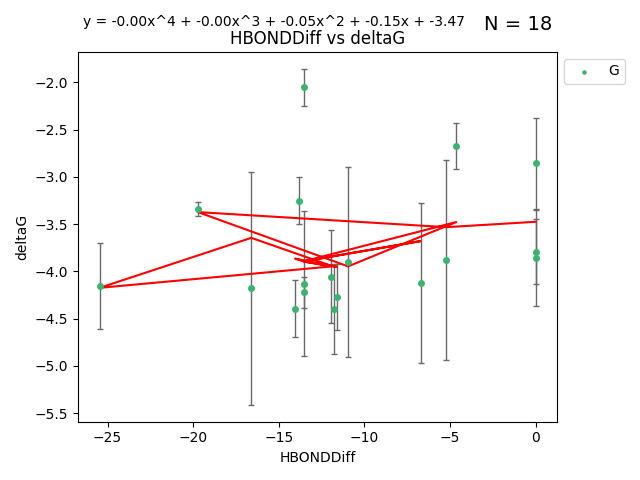 y = -0.00x^4 + -0.00x^3 + -0.05x^2 + -0.15x + -3.47
N = 18
HBONDDiff vs deltaG
G
−2.0
−2.5
−3.0
−3.5
−4.0
−4.5
−5.0
−5.5
deltaG
−25 −20 −15 −10 −5 0
HBONDDiff